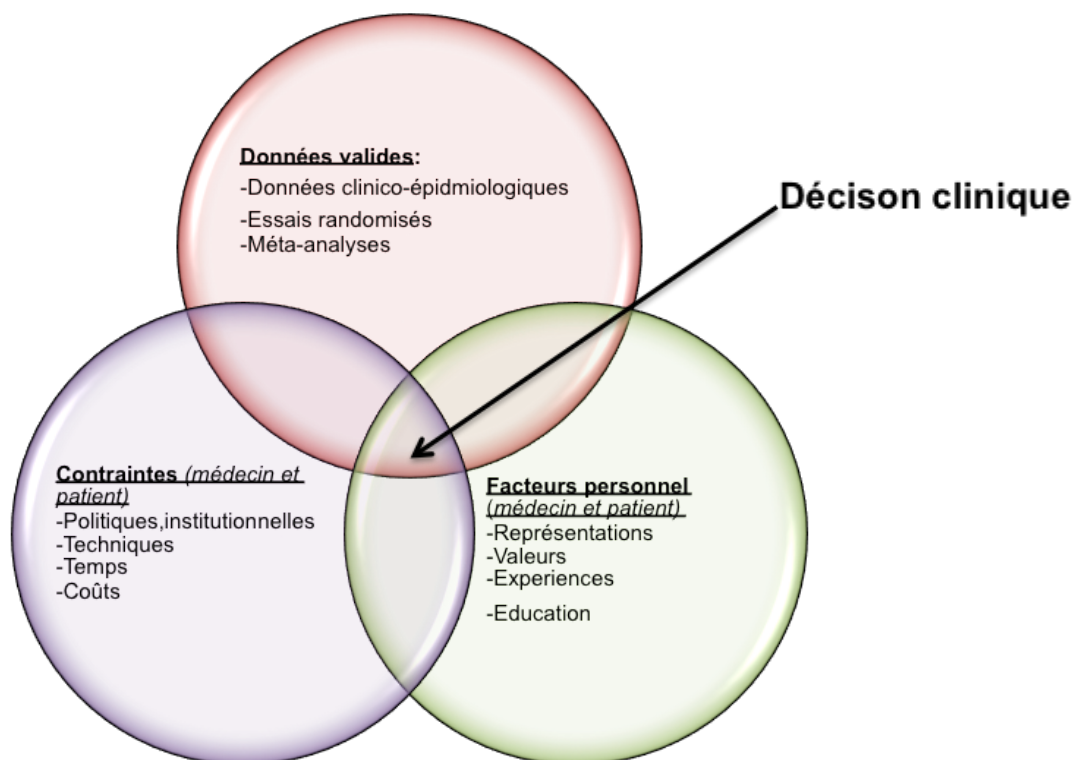 Données valides:
-Données clinico-épidmiologiques
-Essais randomisés
-Méta-analyses
Décison clinique
Contraintes (médecin et
patient)
-Politiques,institutionnelles
-Techniques
-Temps
-Coûts
Facteurs personnel
(médecin et patient)
-Représentations
-Valeurs
-Experiences
-Education